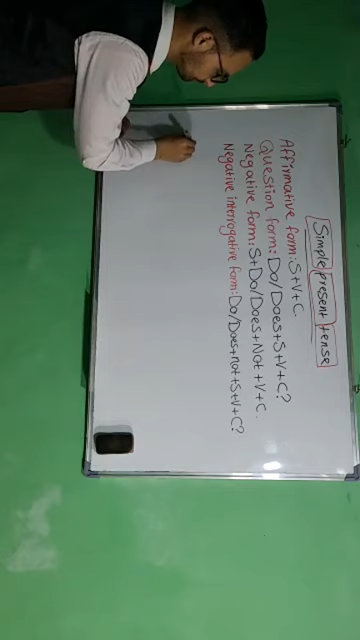 Simple present tense
Affirmative form: S+V+C.
Question form: Do/Does+S+V+C?
Negative form: S+Do/Does+Not+V+C.
Negative interrogative form: Do/Does+not+S+V+C?